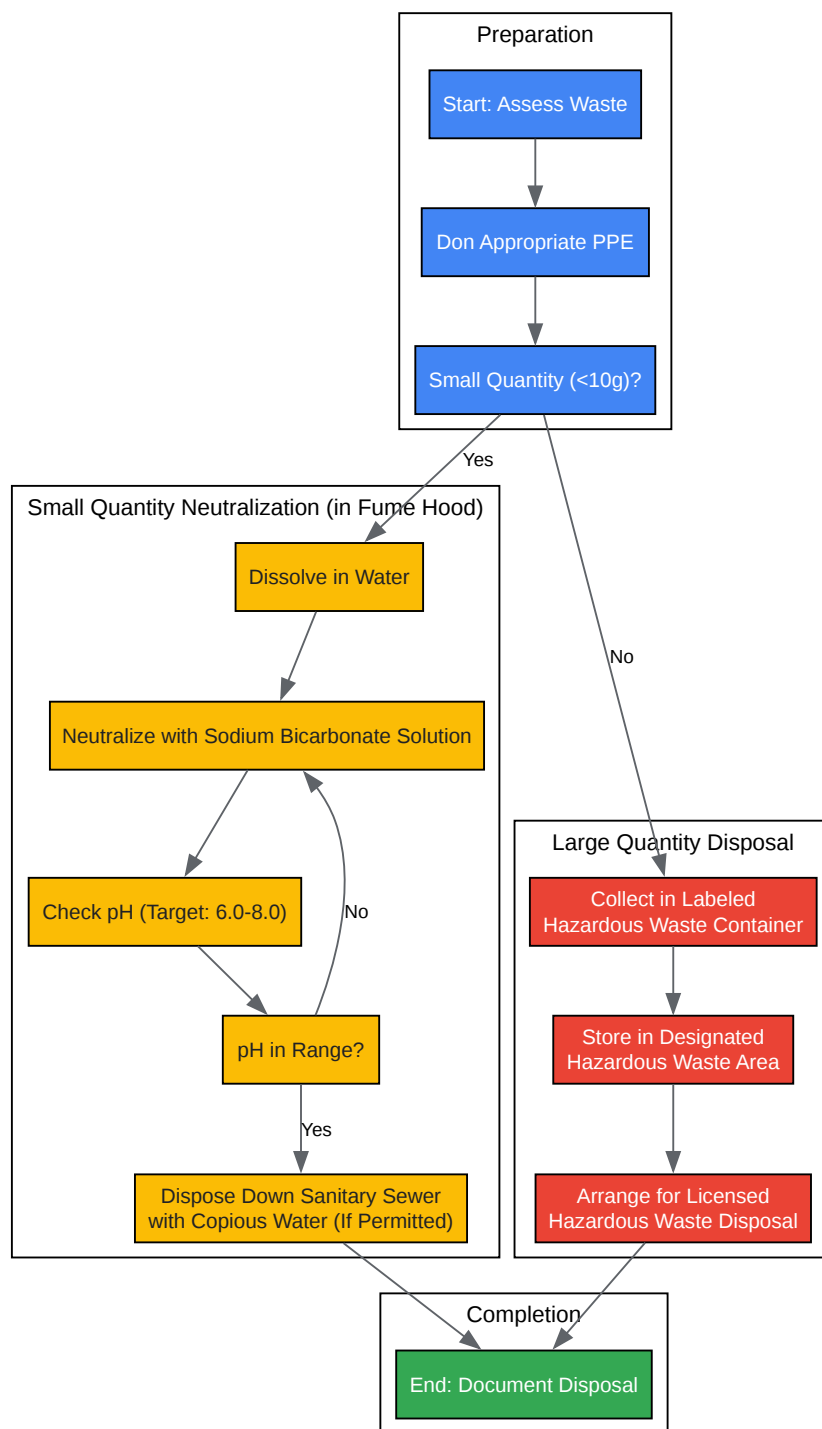 Preparation
Start: Assess Waste
Don Appropriate PPE
Small Quantity (<10g)?
Yes
No
Small Quantity Neutralization (in Fume Hood)
Dissolve in Water
Neutralize with Sodium Bicarbonate Solution
Check pH (Target: 6.0-8.0)
No
pH in Range?
Yes
Dispose Down Sanitary Sewer
with Copious Water (If Permitted)
Large Quantity Disposal
Collect in Labeled
Hazardous Waste Container
Store in Designated
Hazardous Waste Area
Arrange for Licensed
Hazardous Waste Disposal
Completion
End: Document Disposal